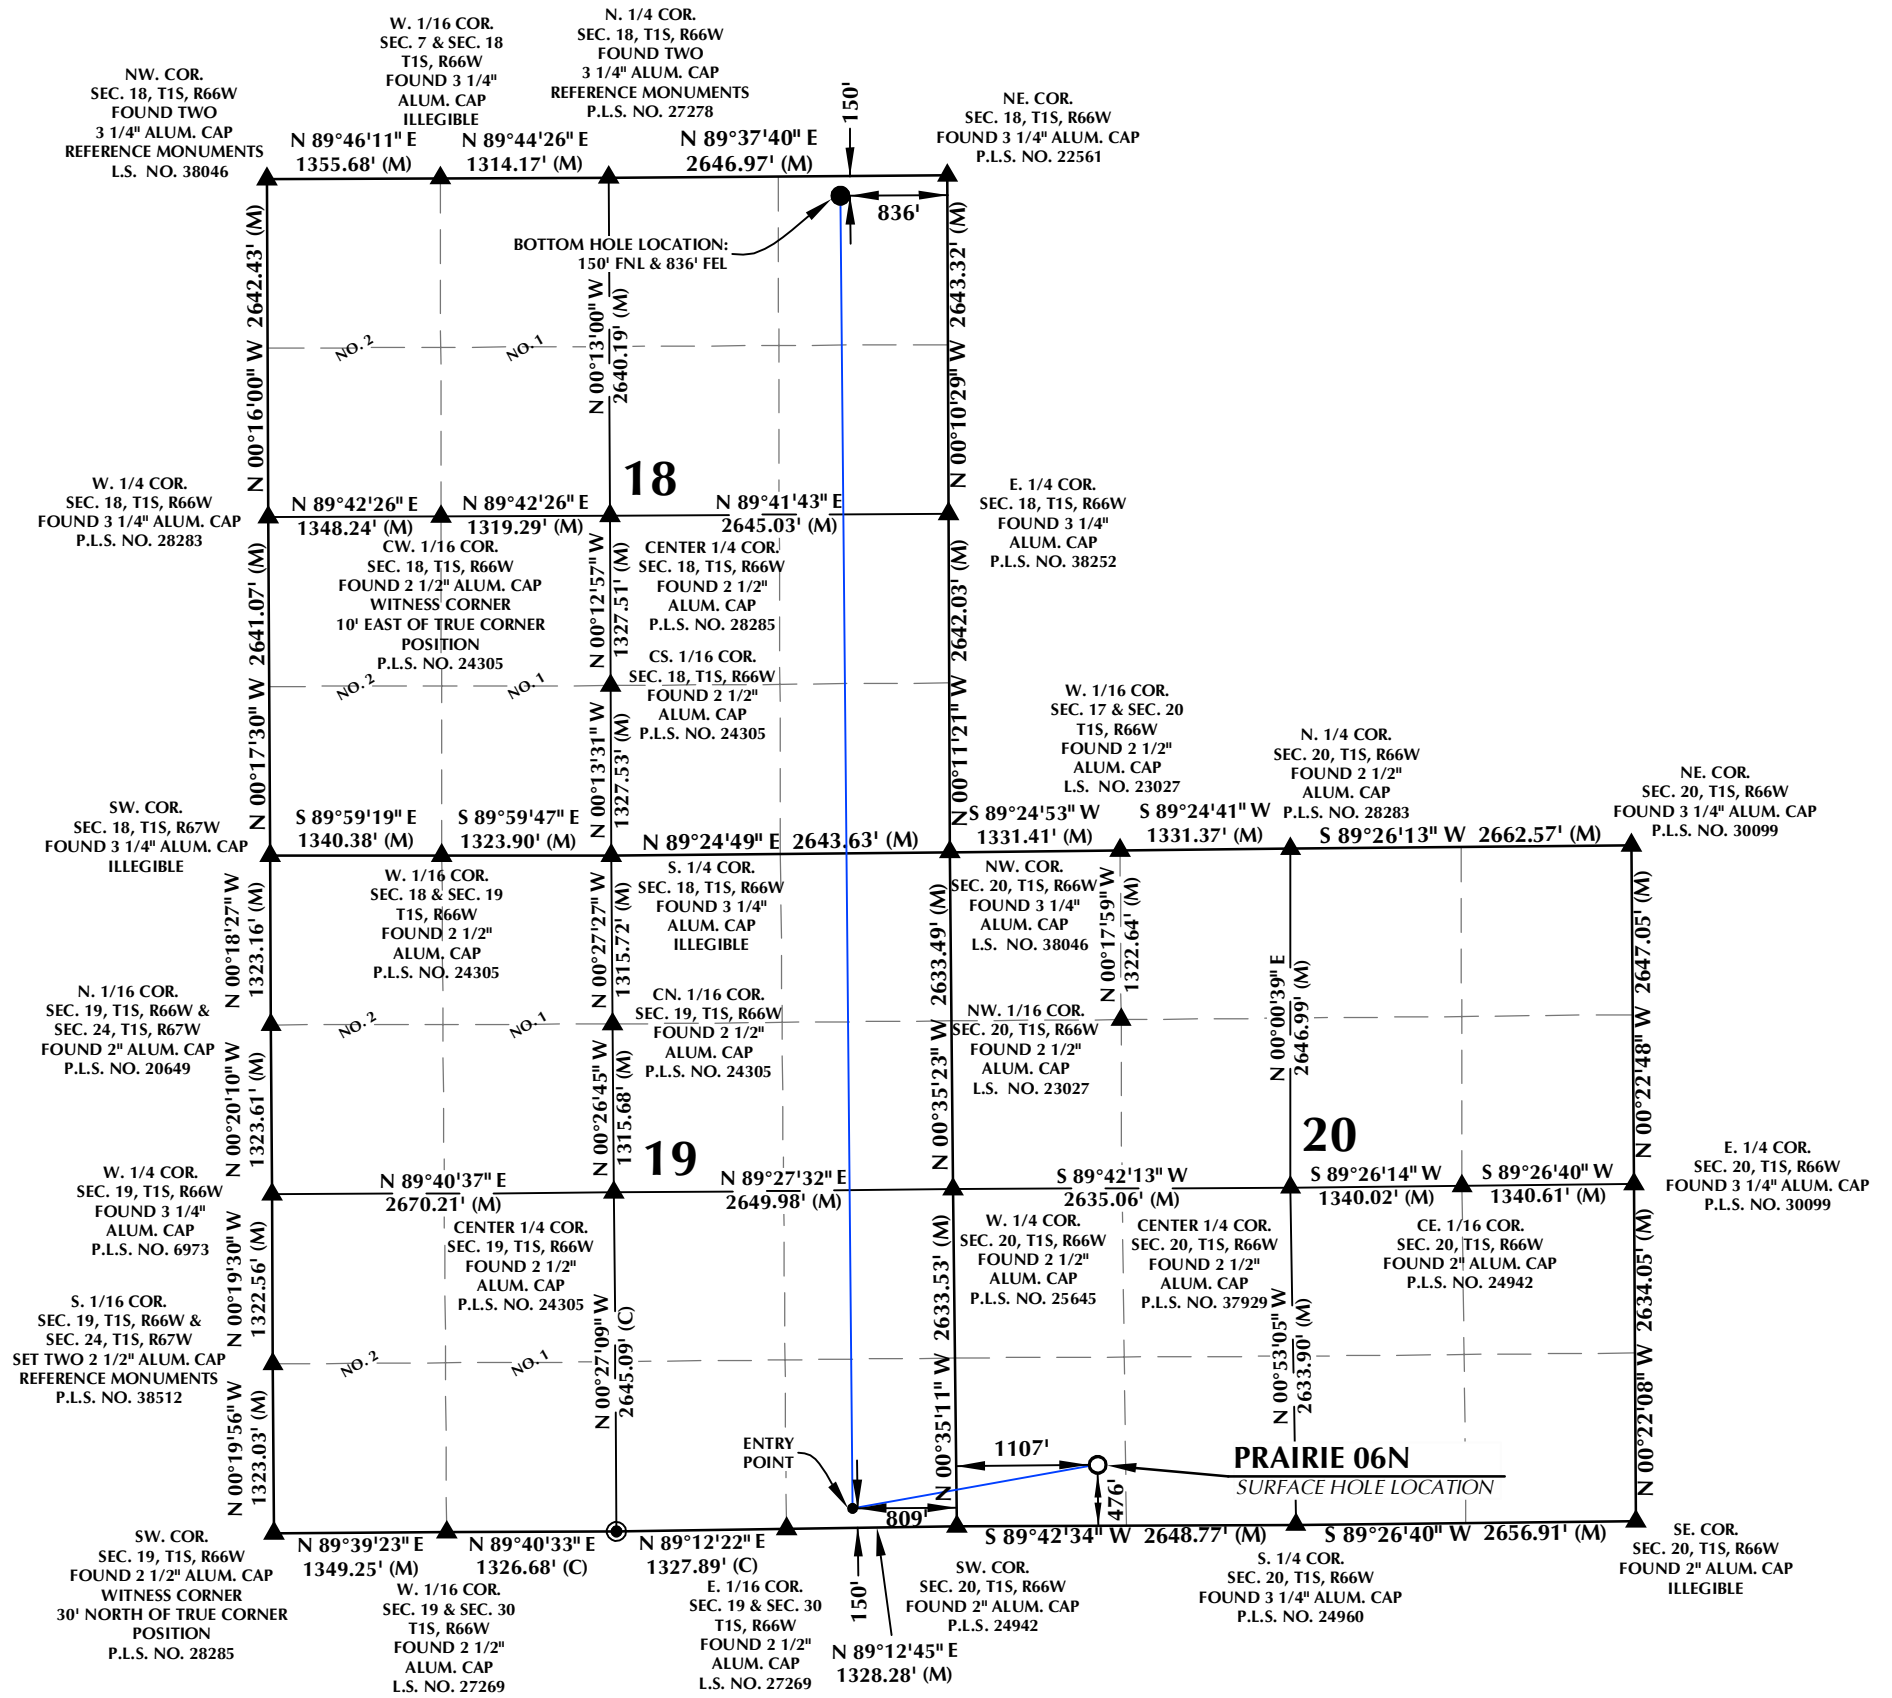 W. 1/16 COR.
SEC. 7 & SEC. 18
T1S, R66W
FOUND 3 1/4"
ALUM. CAP
ILLEGIBLE
N. 1/4 COR.
SEC. 18, T1S, R66W
FOUND TWO
3 1/4" ALUM. CAP
REFERENCE MONUMENTS
P.L.S. NO. 27278
NW. COR.
SEC. 18, T1S, R66W
FOUND TWO
3 1/4" ALUM. CAP
REFERENCE MONUMENTS
L.S. NO. 38046
NE. COR.
SEC. 18, T1S, R66W
FOUND 3 1/4" ALUM. CAP
P.L.S. NO. 22561
150'
N 89°46'11" E
1355.68' (M)
N 89°44'26" E
1314.17' (M)
N 89°37'40" E
2646.97' (M)
836'
BOTTOM HOLE LOCATION:
150' FNL & 836' FEL
N 00°16'00" W 2642.43' (M)
N 00°13'00" W
2640.19' (M)
N 00°10'29" W 2643.32' (M)
NO. 2
NO. 1
18
W. 1/4 COR.
SEC. 18, T1S, R66W
FOUND 3 1/4" ALUM. CAP
P.L.S. NO. 28283
N 89°42'26" E
1348.24' (M)
N 89°42'26" E
1319.29' (M)
N 89°41'43" E
2645.03' (M)
E. 1/4 COR.
SEC. 18, T1S, R66W
FOUND 3 1/4"
ALUM. CAP
P.L.S. NO. 38252
CW. 1/16 COR.
SEC. 18, T1S, R66W
FOUND 2 1/2" ALUM. CAP
WITNESS CORNER
10' EAST OF TRUE CORNER
POSITION
P.L.S. NO. 24305
CENTER 1/4 COR.
SEC. 18, T1S, R66W
FOUND 2 1/2"
ALUM. CAP
P.L.S. NO. 28285
N 00°17'30" W 2641.07' (M)
N 00°12'57" W
1327.51' (M)
N 00°11'21" W 2642.03' (M)
CS. 1/16 COR.
SEC. 18, T1S, R66W
FOUND 2 1/2"
ALUM. CAP
P.L.S. NO. 24305
NO. 2
NO. 1
N 00°13'31" W
1327.53' (M)
W. 1/16 COR.
SEC. 17 & SEC. 20
T1S, R66W
FOUND 2 1/2"
ALUM. CAP
L.S. NO. 23027
N. 1/4 COR.
SEC. 20, T1S, R66W
FOUND 2 1/2"
ALUM. CAP
P.L.S. NO. 28283
NE. COR.
SEC. 20, T1S, R66W
FOUND 3 1/4" ALUM. CAP
P.L.S. NO. 30099
SW. COR.
SEC. 18, T1S, R67W
FOUND 3 1/4" ALUM. CAP
ILLEGIBLE
S 89°59'19" E
1340.38' (M)
S 89°59'47" E
1323.90' (M)
N 89°24'49" E 2643.63' (M)
S 89°24'53" W
1331.41' (M)
S 89°24'41" W
1331.37' (M)
S 89°26'13" W 2662.57' (M)
W. 1/16 COR.
SEC. 18 & SEC. 19
T1S, R66W
FOUND 2 1/2"
ALUM. CAP
P.L.S. NO. 24305
S. 1/4 COR.
SEC. 18, T1S, R66W
FOUND 3 1/4"
ALUM. CAP
ILLEGIBLE
NW. COR.
SEC. 20, T1S, R66W
FOUND 3 1/4"
ALUM. CAP
L.S. NO. 38046
N 00°18'27" W
1323.16' (M)
N 00°27'27" W
1315.72' (M)
N 00°35'23" W 2633.49' (M)
N 00°17'59" W
1322.64' (M)
N 00°00'39" E
2646.99' (M)
N 00°22'48" W 2647.05' (M)
N. 1/16 COR.
SEC. 19, T1S, R66W &
SEC. 24, T1S, R67W
FOUND 2" ALUM. CAP
P.L.S. NO. 20649
NO. 2
NO. 1
CN. 1/16 COR.
SEC. 19, T1S, R66W
FOUND 2 1/2"
ALUM. CAP
P.L.S. NO. 24305
NW. 1/16 COR.
SEC. 20, T1S, R66W
FOUND 2 1/2"
ALUM. CAP
L.S. NO. 23027
N 00°20'10" W
1323.61' (M)
N 00°26'45" W
1315.68' (M)
19
20
W. 1/4 COR.
SEC. 19, T1S, R66W
FOUND 3 1/4"
ALUM. CAP
P.L.S. NO. 6973
N 89°40'37" E
2670.21' (M)
N 89°27'32" E
2649.98' (M)
S 89°42'13" W
2635.06' (M)
S 89°26'14" W
1340.02' (M)
S 89°26'40" W
1340.61' (M)
E. 1/4 COR.
SEC. 20, T1S, R66W
FOUND 3 1/4" ALUM. CAP
P.L.S. NO. 30099
CENTER 1/4 COR.
SEC. 19, T1S, R66W
FOUND 2 1/2"
ALUM. CAP
P.L.S. NO. 24305
W. 1/4 COR.
SEC. 20, T1S, R66W
FOUND 2 1/2"
ALUM. CAP
P.L.S. NO. 25645
CENTER 1/4 COR.
SEC. 20, T1S, R66W
FOUND 2 1/2"
ALUM. CAP
P.L.S. NO. 37929
CE. 1/16 COR.
SEC. 20, T1S, R66W
FOUND 2" ALUM. CAP
P.L.S. NO. 24942
N 00°19'30" W
1322.56' (M)
N 00°27'09" W
2645.09' (C)
N 00°35'11" W 2633.53' (M)
N 00°53'05" W
2633.90' (M)
N 00°22'08" W 2634.05' (M)
S. 1/16 COR.
SEC. 19, T1S, R66W &
SEC. 24, T1S, R67W
SET TWO 2 1/2" ALUM. CAP
REFERENCE MONUMENTS
P.L.S. NO. 38512
NO. 2
NO. 1
N 00°19'56" W
1323.03' (M)
ENTRY
POINT
1107'
PRAIRIE 06N
SURFACE HOLE LOCATION
476'
809'
SW. COR.
SEC. 19, T1S, R66W
FOUND 2 1/2" ALUM. CAP
WITNESS CORNER
30' NORTH OF TRUE CORNER
POSITION
P.L.S. NO. 28285
N 89°39'23" E
1349.25' (M)
N 89°40'33" E
1326.68' (C)
N 89°12'22" E
1327.89' (C)
S 89°42'34" W 2648.77' (M)
S 89°26'40" W 2656.91' (M)
SE. COR.
SEC. 20, T1S, R66W
FOUND 2" ALUM. CAP
ILLEGIBLE
W. 1/16 COR.
SEC. 19 & SEC. 30
T1S, R66W
FOUND 2 1/2"
ALUM. CAP
L.S. NO. 27269
E. 1/16 COR.
SEC. 19 & SEC. 30
T1S, R66W
FOUND 2 1/2"
ALUM. CAP
L.S. NO. 27269
150'
SW. COR.
SEC. 20, T1S, R66W
FOUND 2" ALUM. CAP
P.L.S. 24942
S. 1/4 COR.
SEC. 20, T1S, R66W
FOUND 3 1/4" ALUM. CAP
P.L.S. NO. 24960
N 89°12'45" E
1328.28' (M)